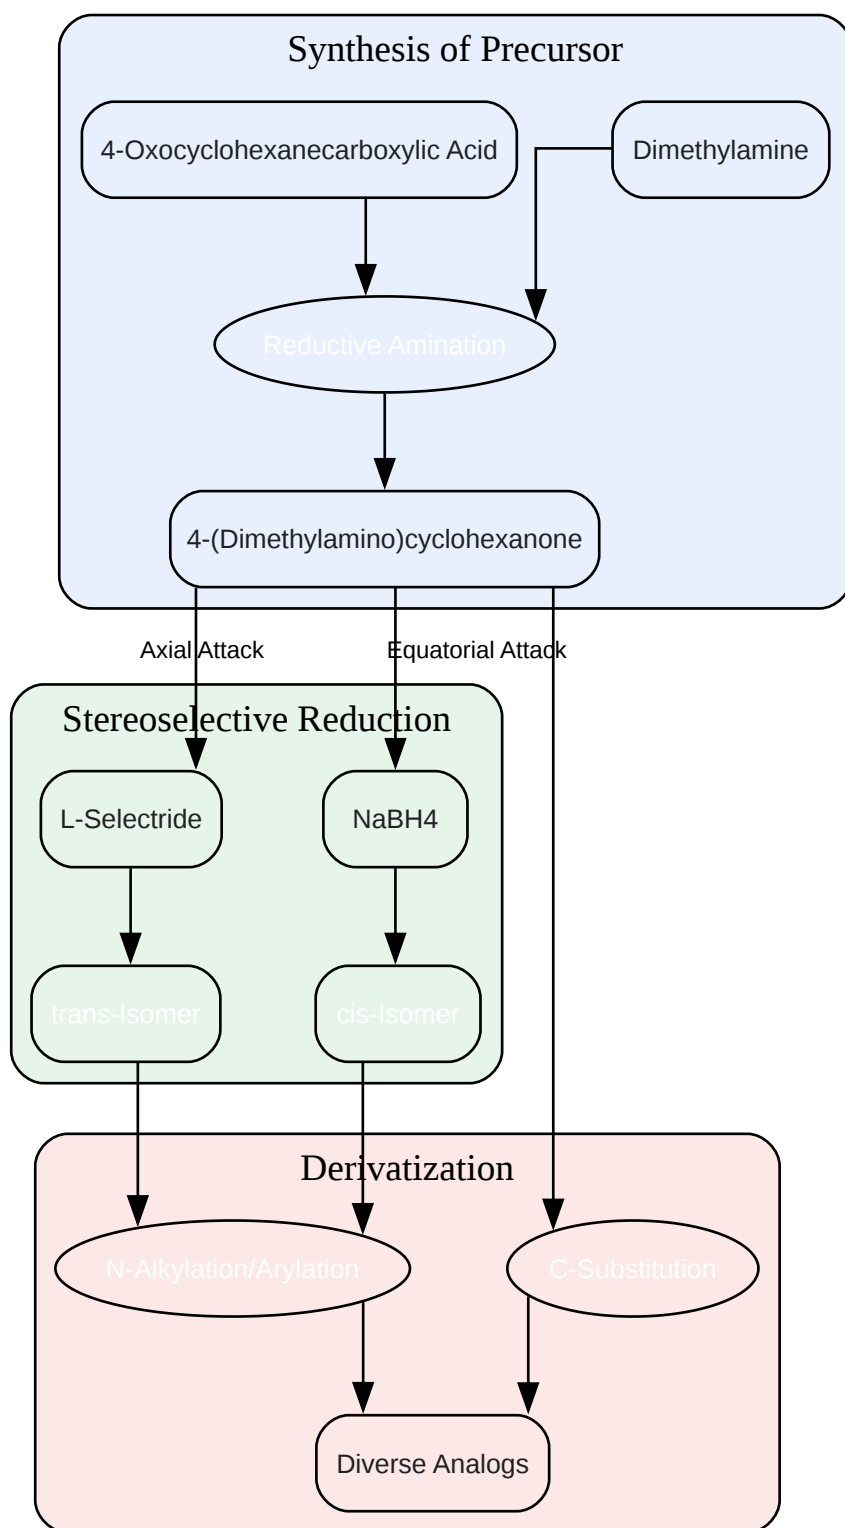 Synthesis of Precursor
4-Oxocyclohexanecarboxylic Acid
Dimethylamine
Reductive Amination
4-(Dimethylamino)cyclohexanone
Axial Attack
Equatorial Attack
Stereoselective Reduction
L-Selectride
NaBH4
trans-Isomer
cis-Isomer
Derivatization
N-Alkylation/Arylation
C-Substitution
Diverse Analogs